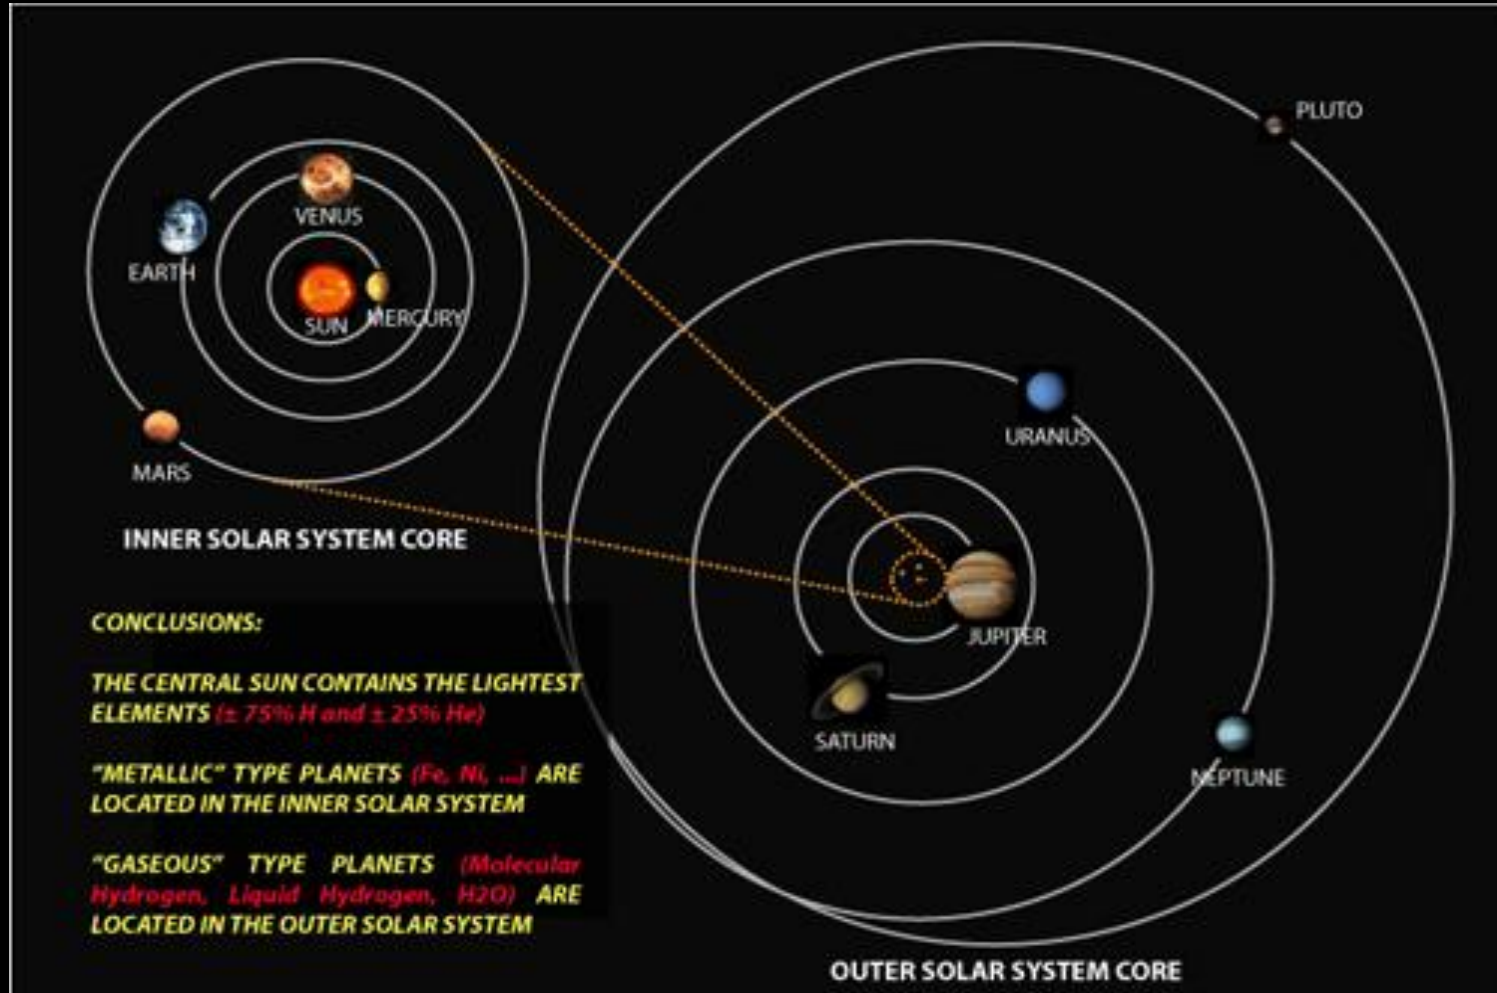 PLUTO
VENUS
EARTH
SUN
MERCURY
MARS
URANUS
INNER SOLAR SYSTEM CORE
JUPITER
SATURN
NEPTUNE
CONCLUSIONS:
THE CENTRAL SUN CONTAINS THE LIGHTEST
ELEMENTS (± 75% H and ± 25% He)
"METALLIC" TYPE PLANETS (Fe, Ni, ...) ARE
LOCATED IN THE INNER SOLAR SYSTEM
"GASEOUS" TYPE PLANETS (Molecular
Hydrogen, Liquid Hydrogen, H2O) ARE
LOCATED IN THE OUTER SOLAR SYSTEM
OUTER SOLAR SYSTEM CORE